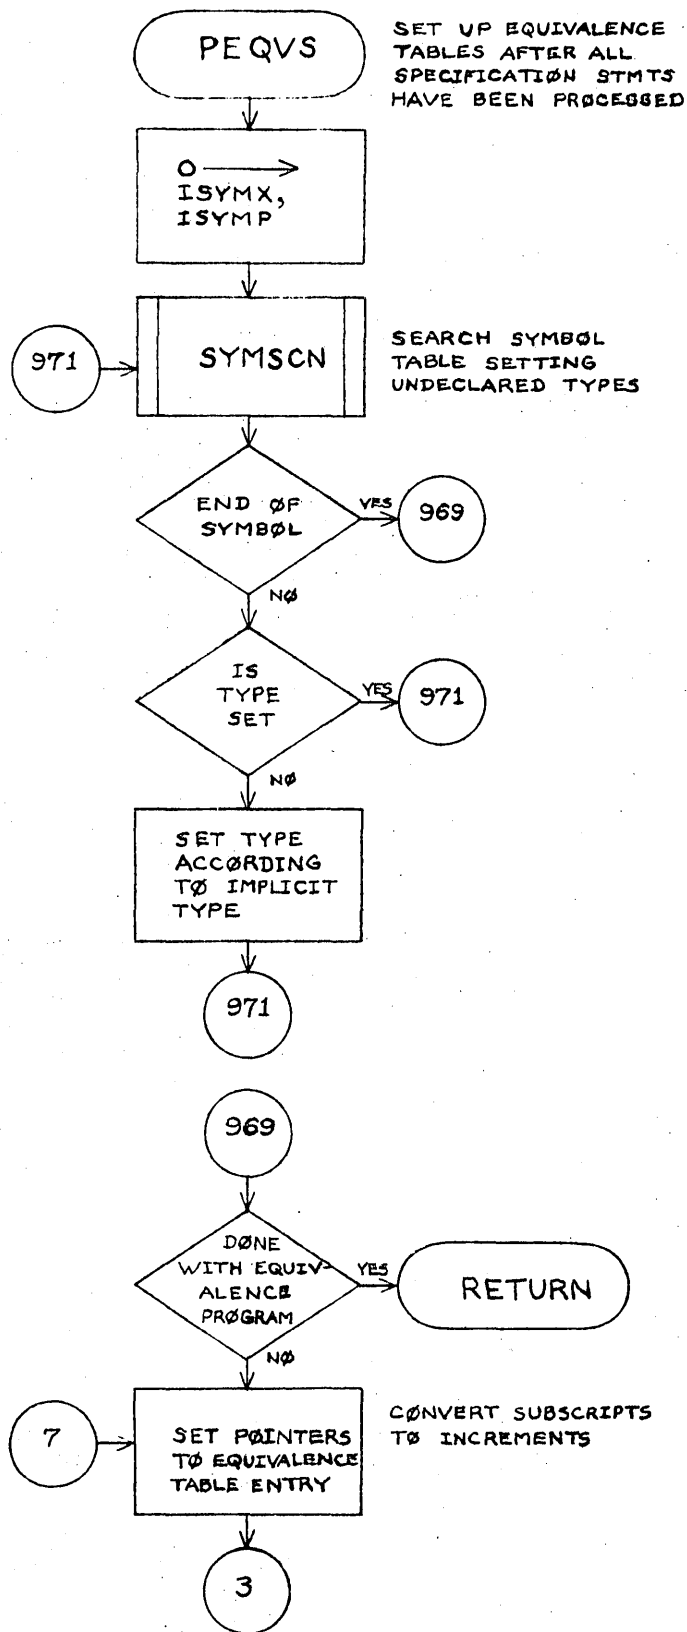 PEQVS
SET UP EQUIVALENCE
TABLES AFTER ALL
SPECIFICATIØN STMTS
HAVE BEEN PRØCESSED
O
ISYMX,
ISYMP
971
SYMSCN
SEARCH SYMBØL
TABLE SETTING
UNDECLARED TYPES
END ØF
SYMBØL
YES
969
NØ
IS
TYPE
SET
YES
971
NØ
SET TYPE
ACCØRDING
TØ IMPLICIT
TYPE
971
969
DØNE
WITH EQUIV-
ALENCE
PRØGRAM
YES
RETURN
NØ
7
SET PØINTERS
TØ EQUIVALENCE
TABLE ENTRY
CØNVERT SUBSCRIPTS
TØ INCREMENTS
3